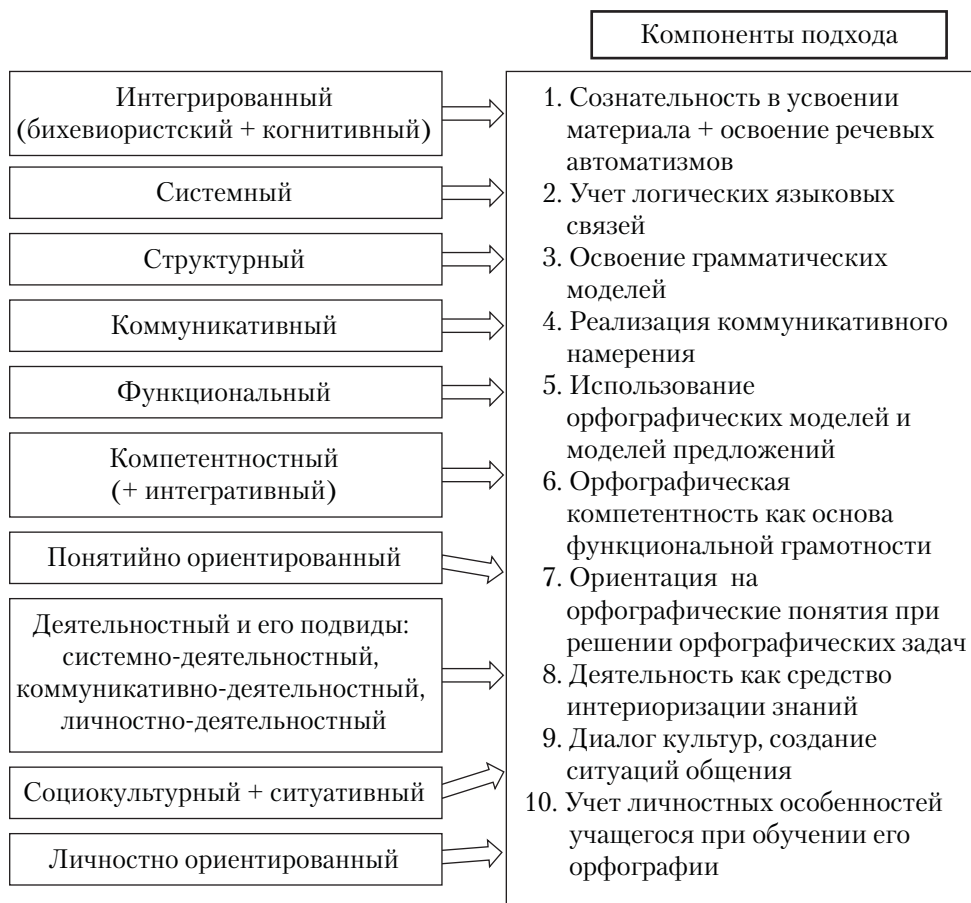 Компоненты подхода
Интегрированный
(бихевиористский + когнитивный)
Системный
Структурный
Коммуникативный
Функциональный
Компетентностный
(+ интегративный)
Понятийно ориентированный
Деятельностный и его подвиды:
системно-деятельностный,
коммуникативно-деятельностный,
личностно-деятельностный
Социокультурный + ситуативный
Личностно ориентированный
1. Сознательность в усвоении
материала + освоение речевых
автоматизмов
2. Учет логических языковых
связей
3. Освоение грамматических
моделей
4. Реализация коммуникативного
намерения
5. Использование
орфографических моделей и
моделей предложений
6. Орфографическая
компетентность как основа
функциональной грамотности
7. Ориентация на
орфографические понятия при
решении орфографических задач
8. Деятельность как средство
интериоризации знаний
9. Диалог культур, создание
ситуаций общения
10. Учет личностных особенностей
учащегося при обучении его
орфографии